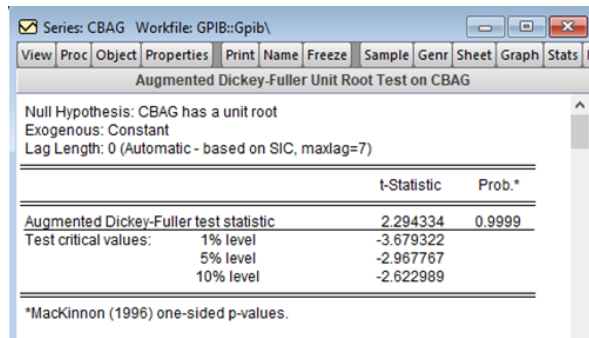 Series: CBAG Workfile: GPIB::Gpib\
View Proc Object Properties Print Name Freeze Sample Genr Sheet Graph Stats
Augmented Dickey-Fuller Unit Root Test on CBAG
Null Hypothesis: CBAG has a unit root
Exogenous: Constant
Lag Length: 0 (Automatic - based on SIC, maxlag=7)
t-Statistic Prob.*
Augmented Dickey-Fuller test statistic 2.294334 0.9999
Test critical values: 1% level -3.679322
5% level -2.967767
10% level -2.622989
*MacKinnon (1996) one-sided p-values.